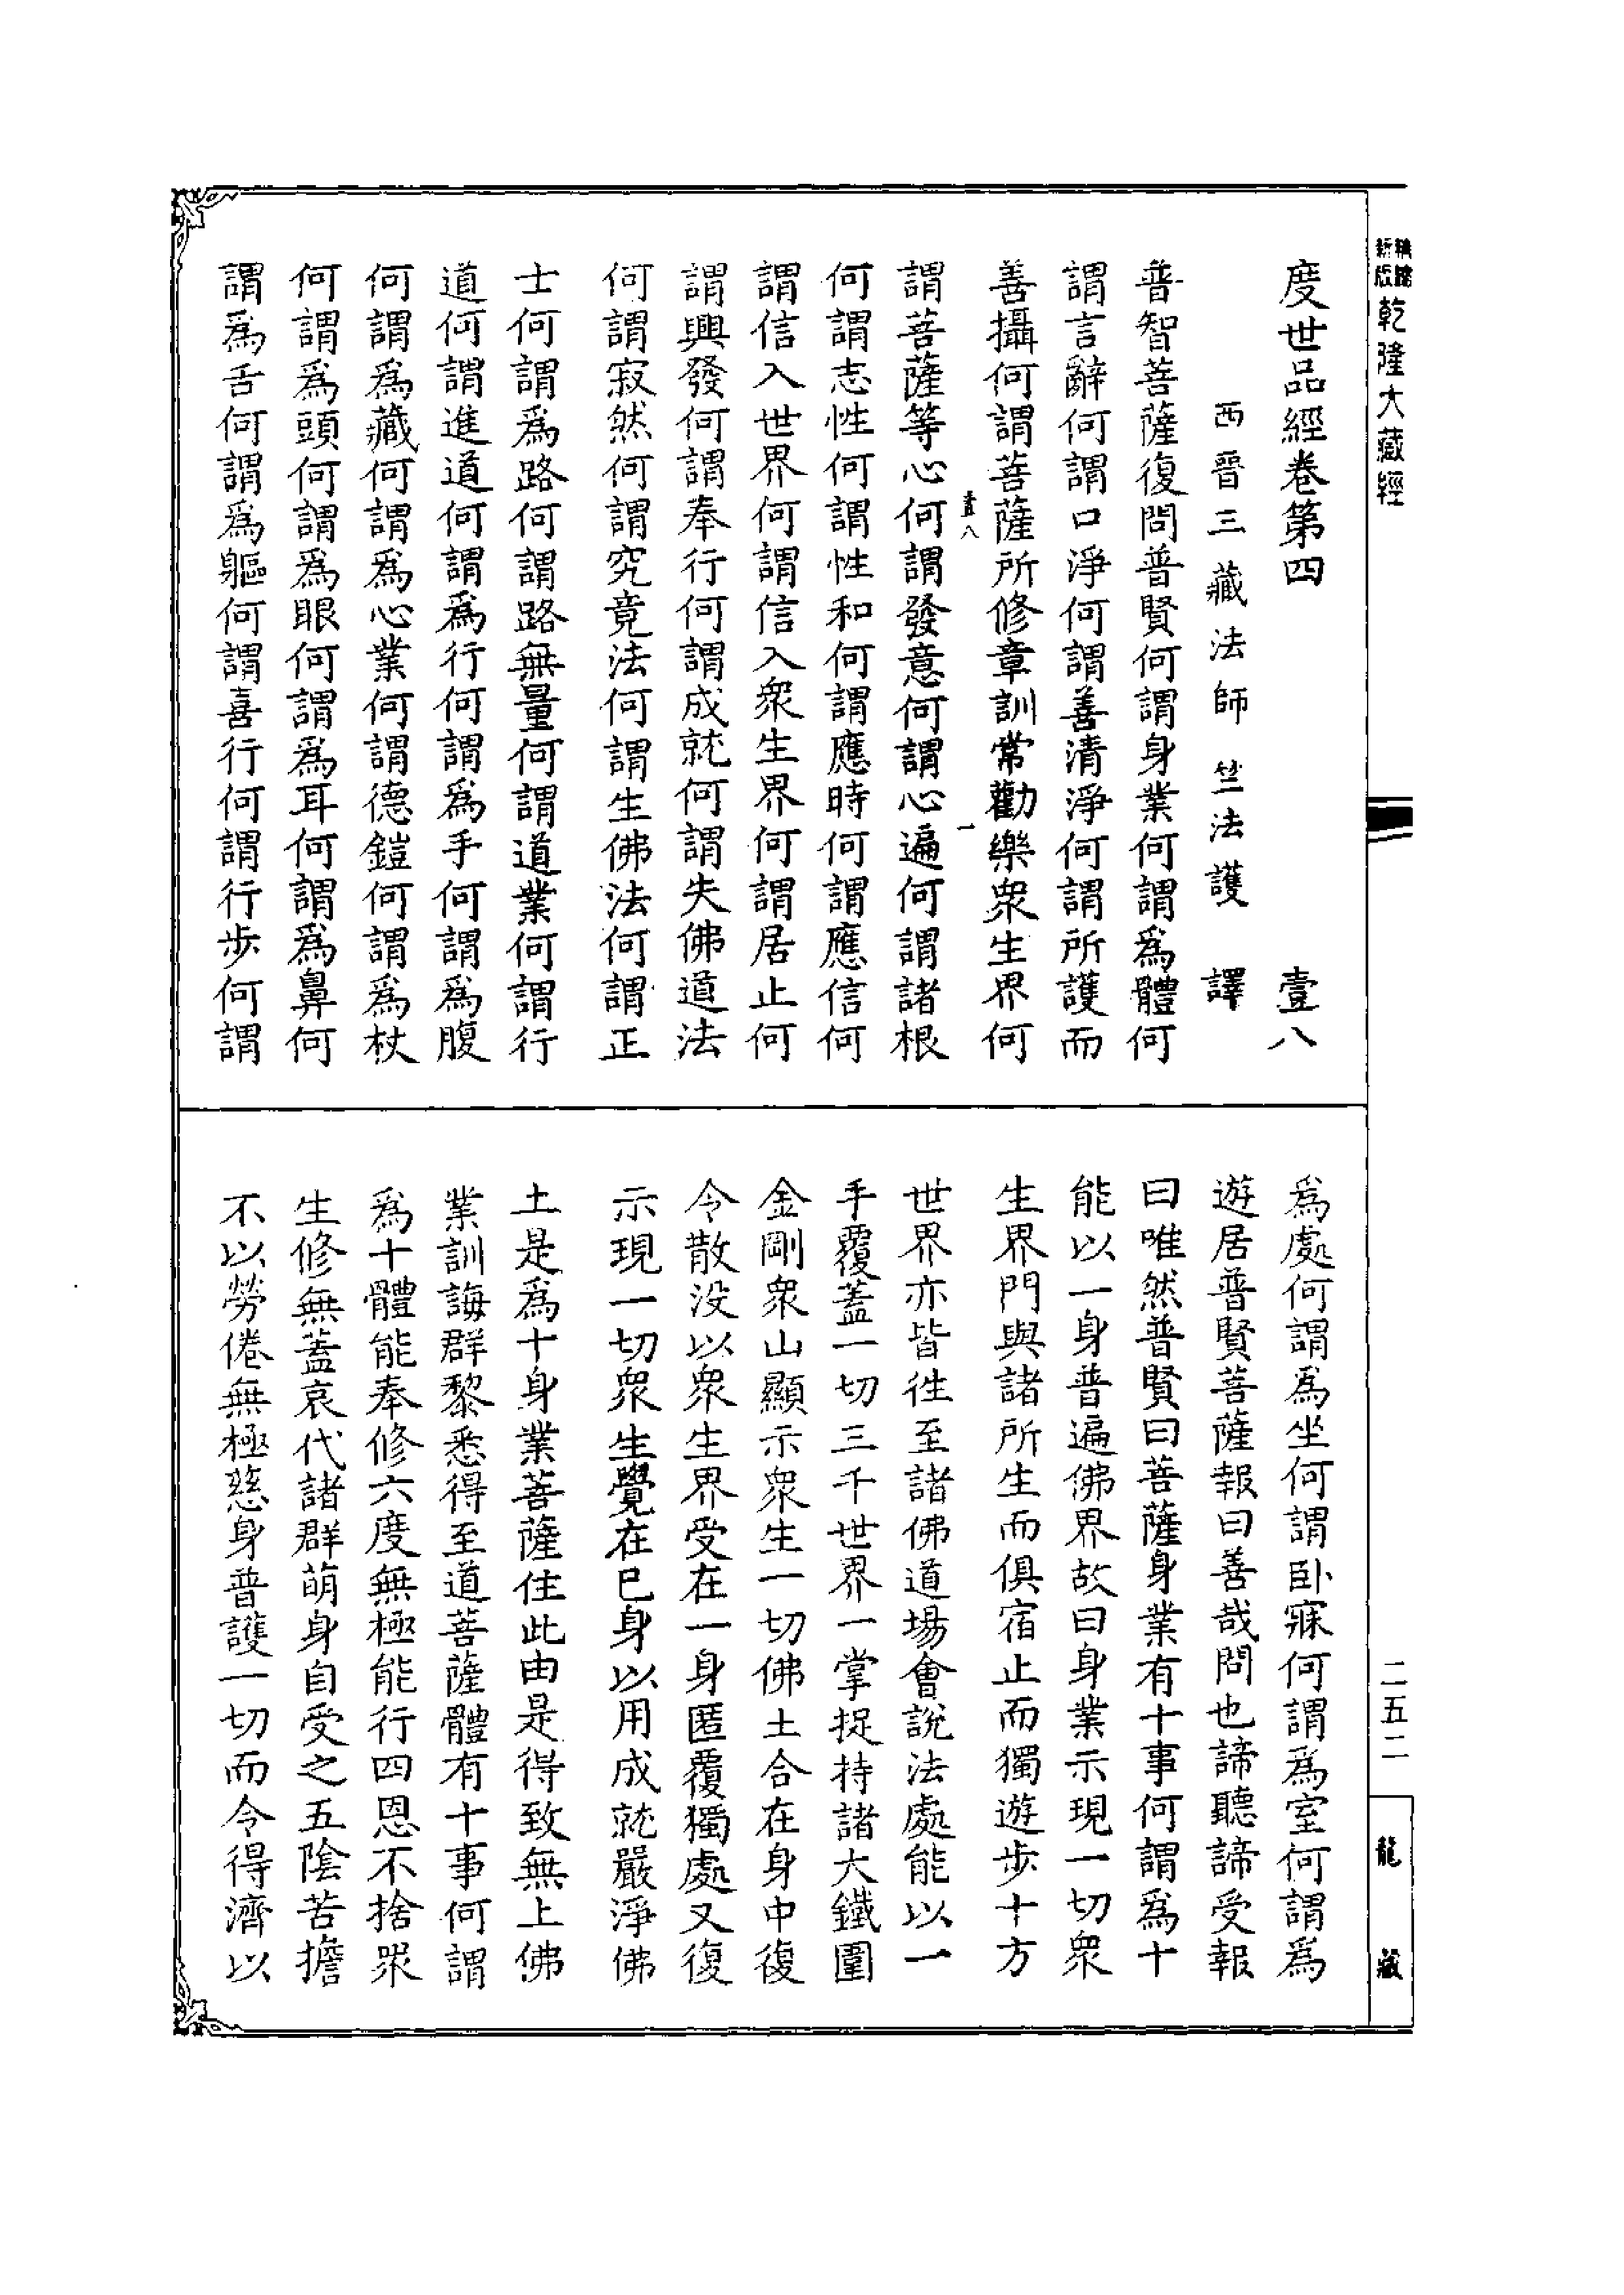 乾隆大藏經
度世品經卷第四 壹八
西晉三藏法師竺法護 譯
普智菩薩復問普賢何謂身業何謂爲體何
謂言辭何謂口淨何謂善清淨何謂所護而
善攝何謂菩薩所修章訓常勸樂衆生界何
壹八 一
謂菩薩等心何謂發意何謂心遍何謂諸根
何謂志性何謂性和何謂應時何謂應信何
謂信入世界何謂信入衆生界何謂居止何
謂興發何謂奉行何謂成就何謂失佛道法
何謂寂然何謂究竟法何謂生佛法何謂正
士何謂爲路何謂路無量何謂道業何謂行
道何謂進道何謂爲行何謂爲手何謂爲腹
何謂爲藏何謂爲心業何謂德鎧何謂爲杖
何謂爲頭何謂爲眼何謂爲耳何謂爲鼻何
謂爲舌何謂爲軀何謂喜行何謂行步何謂
爲處何謂爲坐何謂卧寐何謂爲室何謂爲
遊居普賢菩薩報曰善哉問也諦聽諦受報
曰唯然普賢曰菩薩身業有十事何謂爲十
能以一身普遍佛界故曰身業示現一切衆
生界門與諸所生而俱宿止而獨遊步十方
世界亦皆往至諸佛道場會說法處能以一
手覆蓋一切三千世界一掌捉持諸大鐵圍
金剛衆山顯示衆生一切佛土合在身中復
令散没以衆生界受在一身匿覆獨處又復
示現一切衆生覺在已身以用成就嚴淨佛
土是爲十身業菩薩住此由是得致無上佛
業訓誨群黎悉得至道菩薩體有十事何謂
爲十體能奉修六度無極能行四恩不捨衆
生修無蓋哀代諸群萌身自受之五陰苦擔
不以勞倦無極慈身普護一切而令得濟以
二五二
龍藏